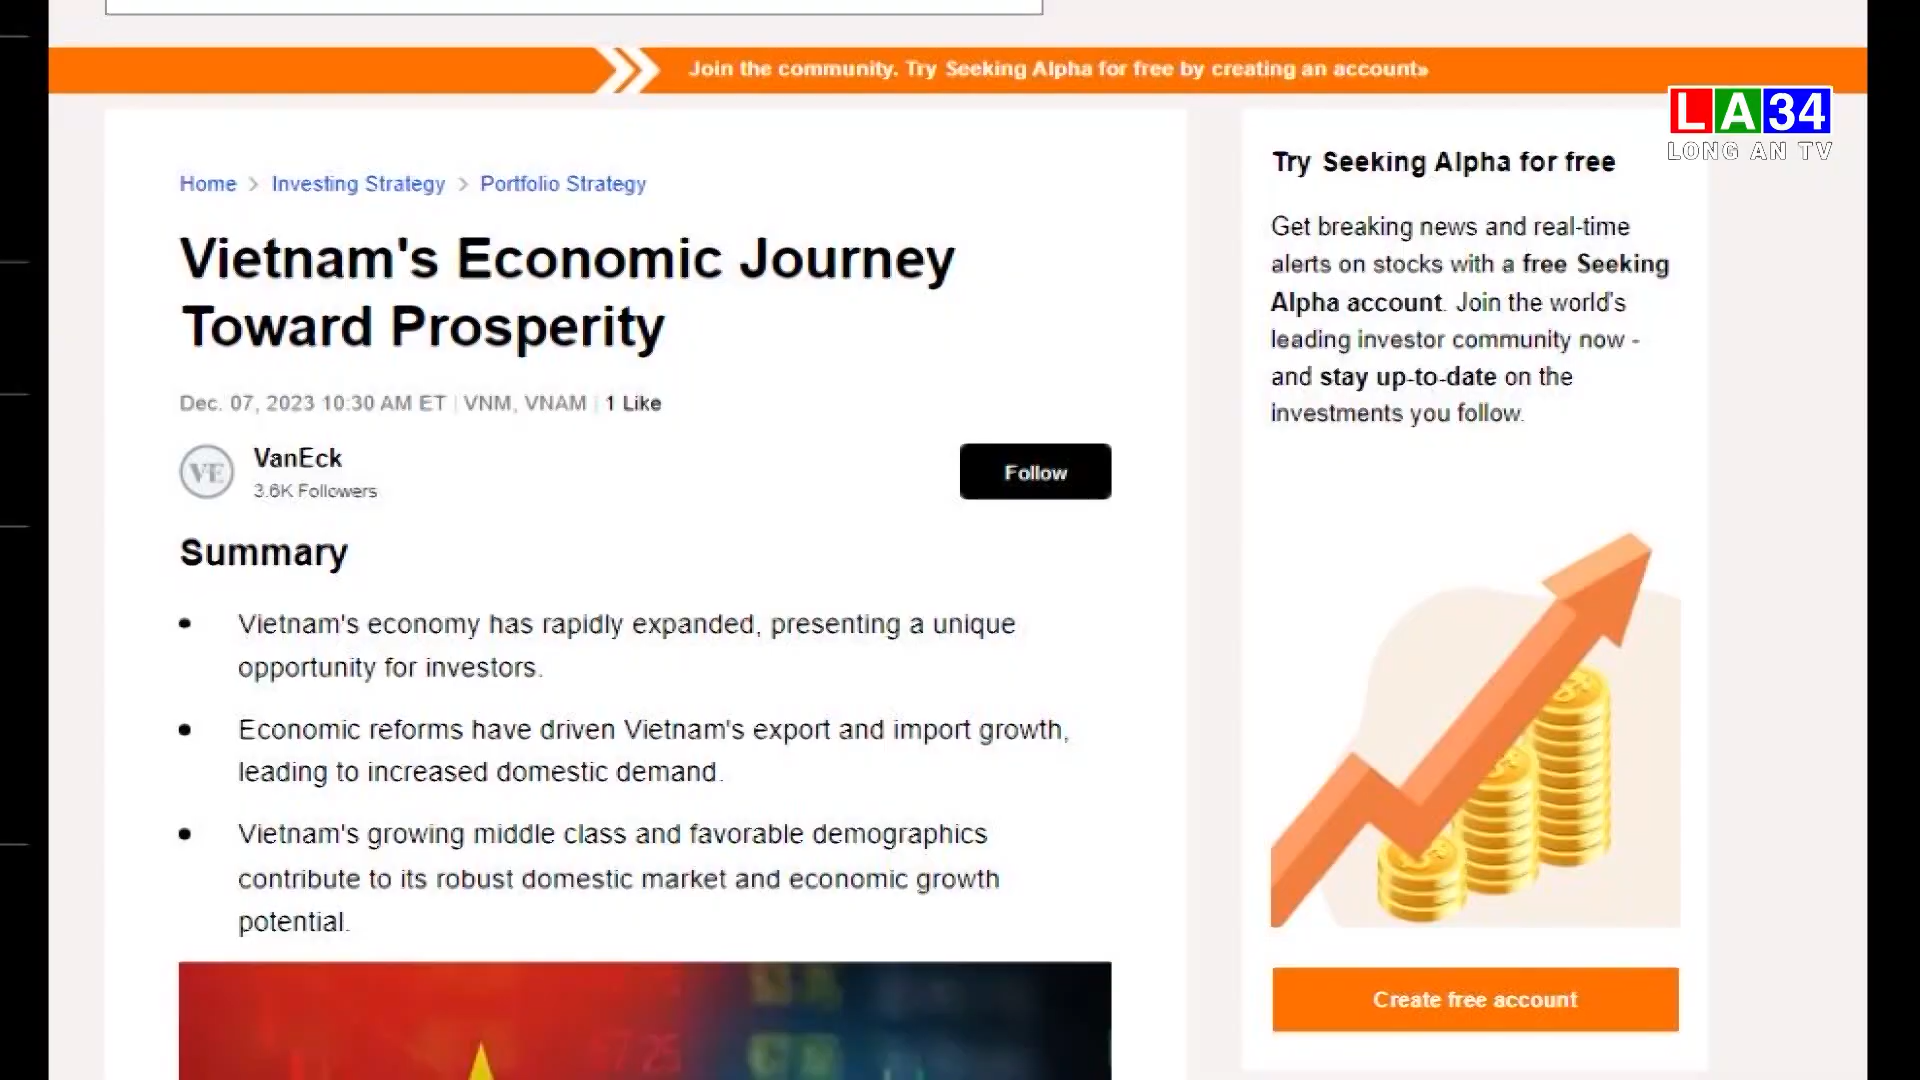 Join the community. Try Seeking Alpha for free by creating an account»
LA34
LONG AN TV
Home > Investing Strategy > Portfolio Strategy
Vietnam's Economic Journey
Toward Prosperity
Dec. 07, 2023 10:30 AM ET | VNM, VNAM | 1 Like
VE
VanEck
3.6K Followers
Follow
Summary
• Vietnam's economy has rapidly expanded, presenting a unique
opportunity for investors.
• Economic reforms have driven Vietnam's export and import growth,
leading to increased domestic demand.
• Vietnam's growing middle class and favorable demographics
contribute to its robust domestic market and economic growth
potential.
Try Seeking Alpha for free
Get breaking news and real-time
alerts on stocks with a free Seeking
Alpha account. Join the world's
leading investor community now -
and stay up-to-date on the
investments you follow.
Create free account